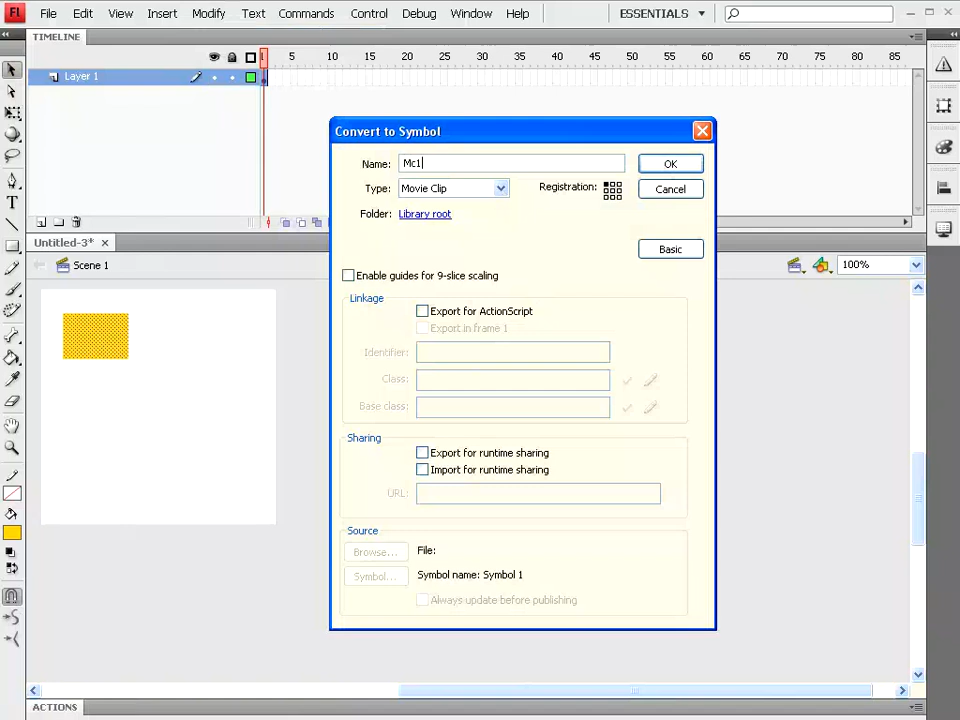 Fl File Edit View Insert Modify Text Commands Control Debug Window Help ESSENTIALS
TIMELINE
1 5 10 15 20 25 30 35 40 45 50 55 60 65 70 75 80 85
Layer 1
Convert to Symbol
Name: Mc1 OK
Type: Movie Clip Registration: Cancel
Folder: Library root
Untitled-3*
Basic
Scene 1 100%
Enable guides for 9-slice scaling
Linkage
Export for ActionScript
Export in frame 1
Identifier:
Class:
Base class:
Sharing
Export for runtime sharing
Import for runtime sharing
URL:
Source
Browse... File:
Symbol... Symbol name: Symbol 1
Always update before publishing
ACTIONS